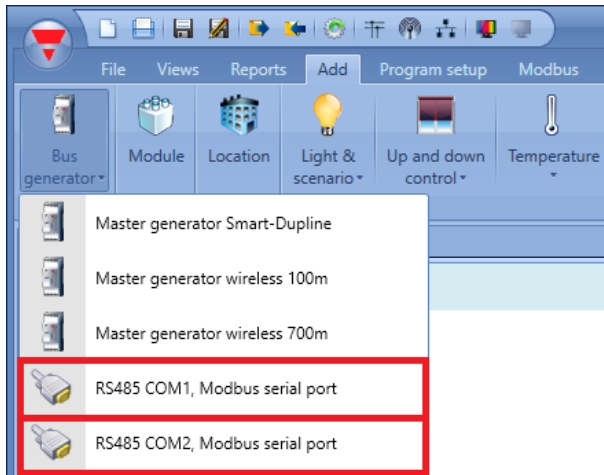 File Views Reports Add Program setup Modbus
Bus generator
Module
Location
Light & scenario
Up and down control
Temperature
Master generator Smart-Dupline
Master generator wireless 100m
Master generator wireless 700m
RS485 COM1, Modbus serial port
RS485 COM2, Modbus serial port